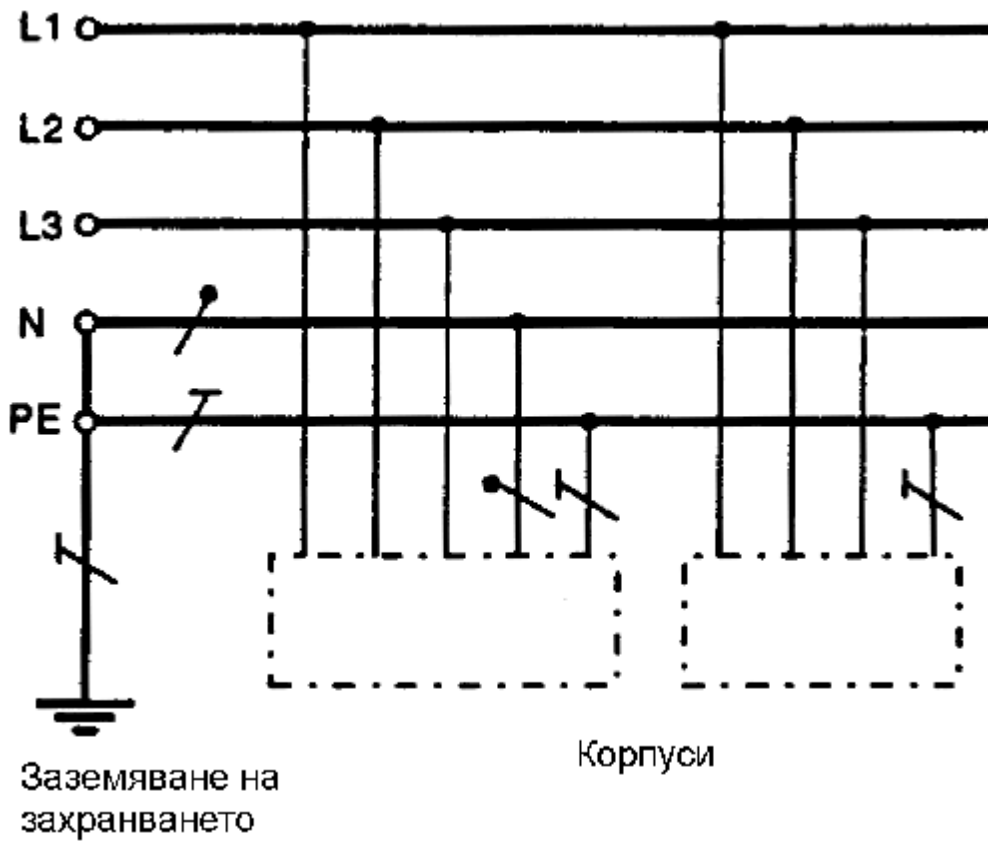 L1
L2
L3
N
PE
Заземяване на
захранването
Корпуси